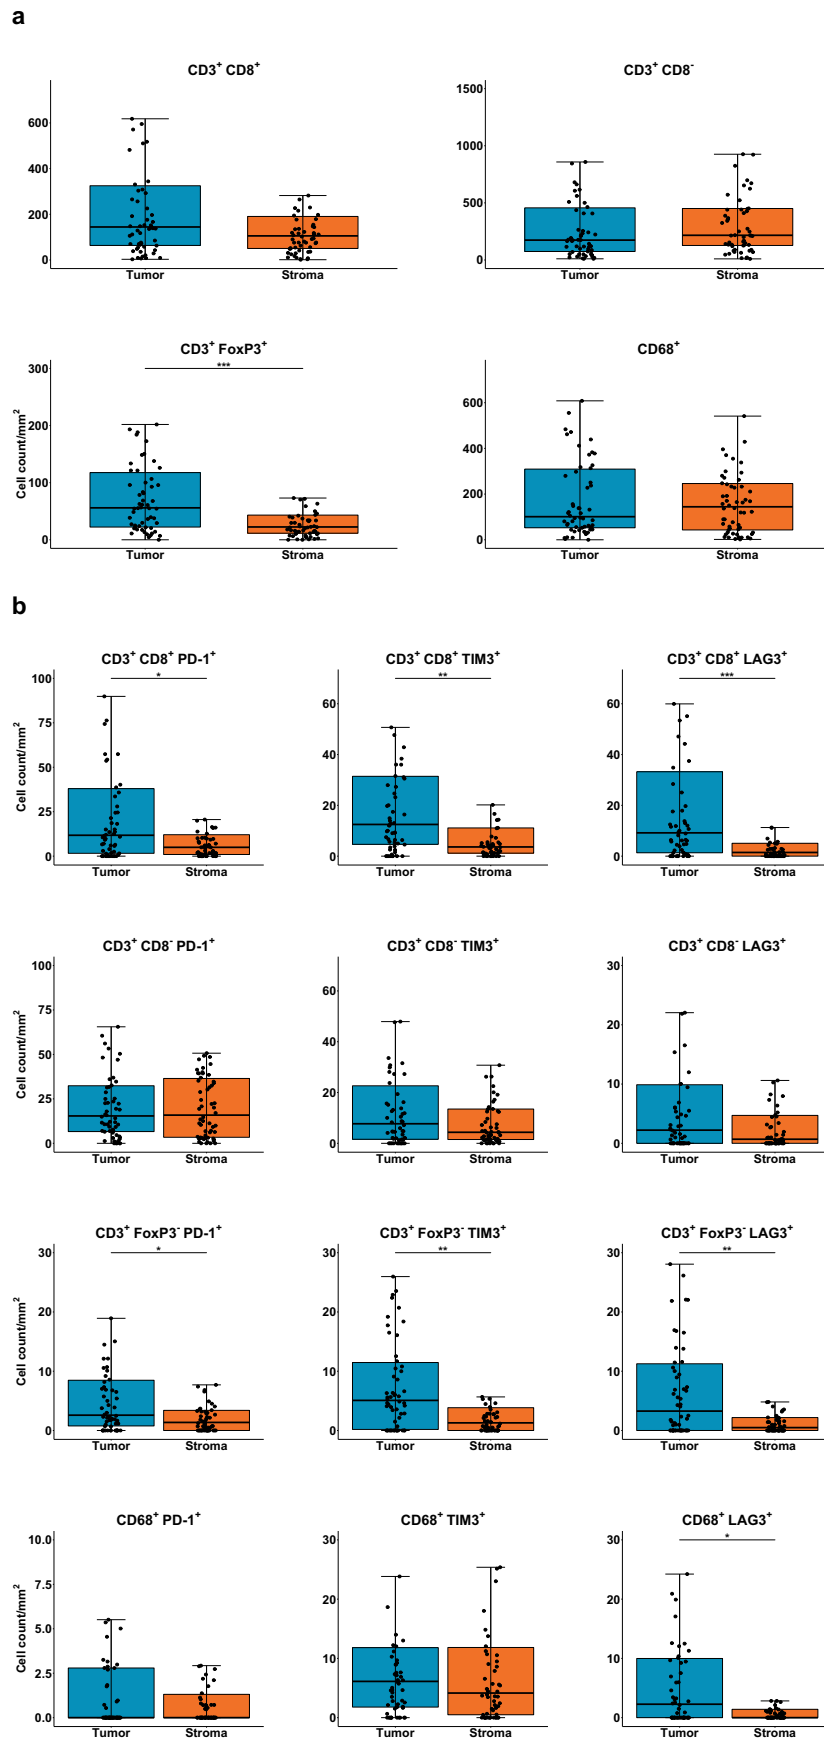 a
CD3⁺ CD8⁺
CD3⁺ CD8⁻
600
400
200
0
Tumor Stroma
1500
1000
500
0
Tumor Stroma
CD3⁺ FoxP3⁺
CD68⁺
***
Cell count/mm²
300
200
100
0
Tumor Stroma
600
400
200
0
Tumor Stroma
b
CD3⁺ CD8⁺ PD-1⁺
*
Cell count/mm²
100
75
50
25
0
Tumor Stroma
CD3⁺ CD8⁺ TIM3⁺
**
60
40
20
0
Tumor Stroma
CD3⁺ CD8⁺ LAG3⁺
***
60
40
20
0
Tumor Stroma
CD3⁺ CD8⁻ PD-1⁺
Cell count/mm²
100
75
50
25
0
Tumor Stroma
CD3⁺ CD8⁻ TIM3⁺
60
40
20
0
Tumor Stroma
CD3⁺ CD8⁻ LAG3⁺
30
20
10
0
Tumor Stroma
CD3⁺ FoxP3⁻ PD-1⁺
*
Cell count/mm²
30
20
10
0
Tumor Stroma
CD3⁺ FoxP3⁻ TIM3⁺
**
30
20
10
0
Tumor Stroma
CD3⁺ FoxP3⁻ LAG3⁺
**
30
20
10
0
Tumor Stroma
CD68⁺ PD-1⁺
Cell count/mm²
10.0
7.5
5.0
2.5
0.0
Tumor Stroma
CD68⁺ TIM3⁺
30
20
10
0
Tumor Stroma
CD68⁺ LAG3⁺
*
30
20
10
0
Tumor Stroma